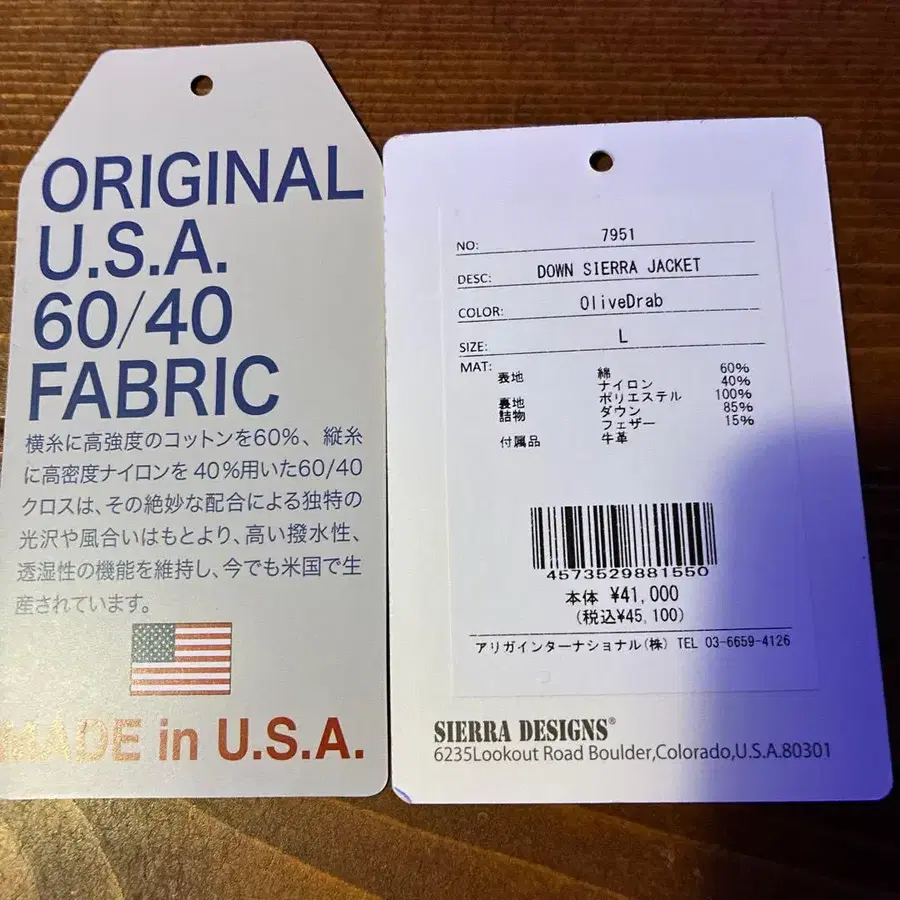 ORIGINAL
U.S.A.
60/40
FABRIC
横糸に高強度のコットンを60%、縦糸
に高密度ナイロンを40%用いた60/40
クロスは、その絶妙な配合による独特の
光沢や風合いはもとより、高い撥水性、
透湿性の機能を維持し、今でも米国で生
産されています。
MADE in U.S.A.
NO: 7951
DESC: DOWN SIERRA JACKET
COLOR: OliveDrab
SIZE: L
MAT:
表地 綿 60%
ナイロン 40%
裏地 ポリエステル 100%
詰物 ダウン 85%
フェザー 15%
付属品 牛革
4573529881550
本体 ¥41,000
(税込¥45,100)
アリガインターナショナル(株) TEL 03-6659-4126
SIERRA DESIGNS®
6235Lookout Road Boulder,Colorado,U.S.A.80301